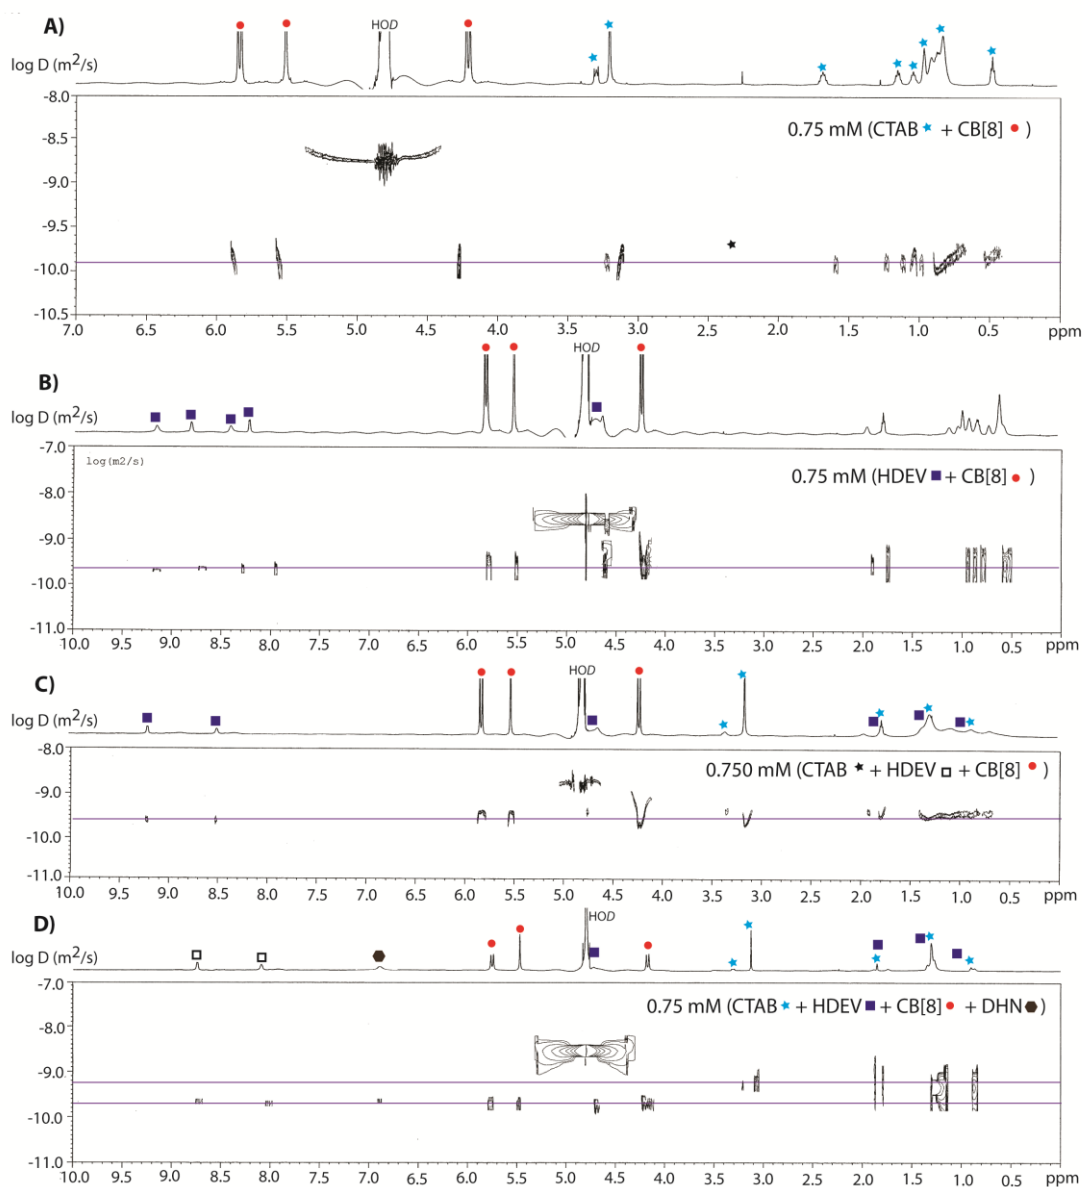 A)
HOD
log D (m²/s)
-8.0
0.75 mM (CTAB ★ + CB[8] ● )
-8.5
-9.0
-9.5
-10.0
-10.5
7.0 6.5 6.0 5.5 5.0 4.5 4.0 3.5 3.0 2.5 2.0 1.5 1.0 0.5 ppm
B)
HOD
log D (m²/s)
-7.0
log(m2/s)
0.75 mM (HDEV ■ + CB[8] ● )
-8.0
-9.0
-10.0
-11.0
10.0 9.5 9.0 8.5 8.0 7.5 7.0 6.5 6.0 5.5 5.0 4.5 4.0 3.5 3.0 2.5 2.0 1.5 1.0 0.5 ppm
C)
HOD
log D (m²/s)
-8.0
0.750 mM (CTAB ★ + HDEV □ + CB[8] ● )
-9.0
-10.0
-11.0
10.0 9.5 9.0 8.5 8.0 7.5 7.0 6.5 6.0 5.5 5.0 4.5 4.0 3.5 3.0 2.5 2.0 1.5 1.0 0.5 ppm
D)
HOD
log D (m²/s)
-7.0
0.75 mM (CTAB ★ + HDEV ■ + CB[8] ● + DHN ⬢ )
-8.0
-9.0
-10.0
-11.0
10.0 9.5 9.0 8.5 8.0 7.5 7.0 6.5 6.0 5.5 5.0 4.5 4.0 3.5 3.0 2.5 2.0 1.5 1.0 0.5 ppm